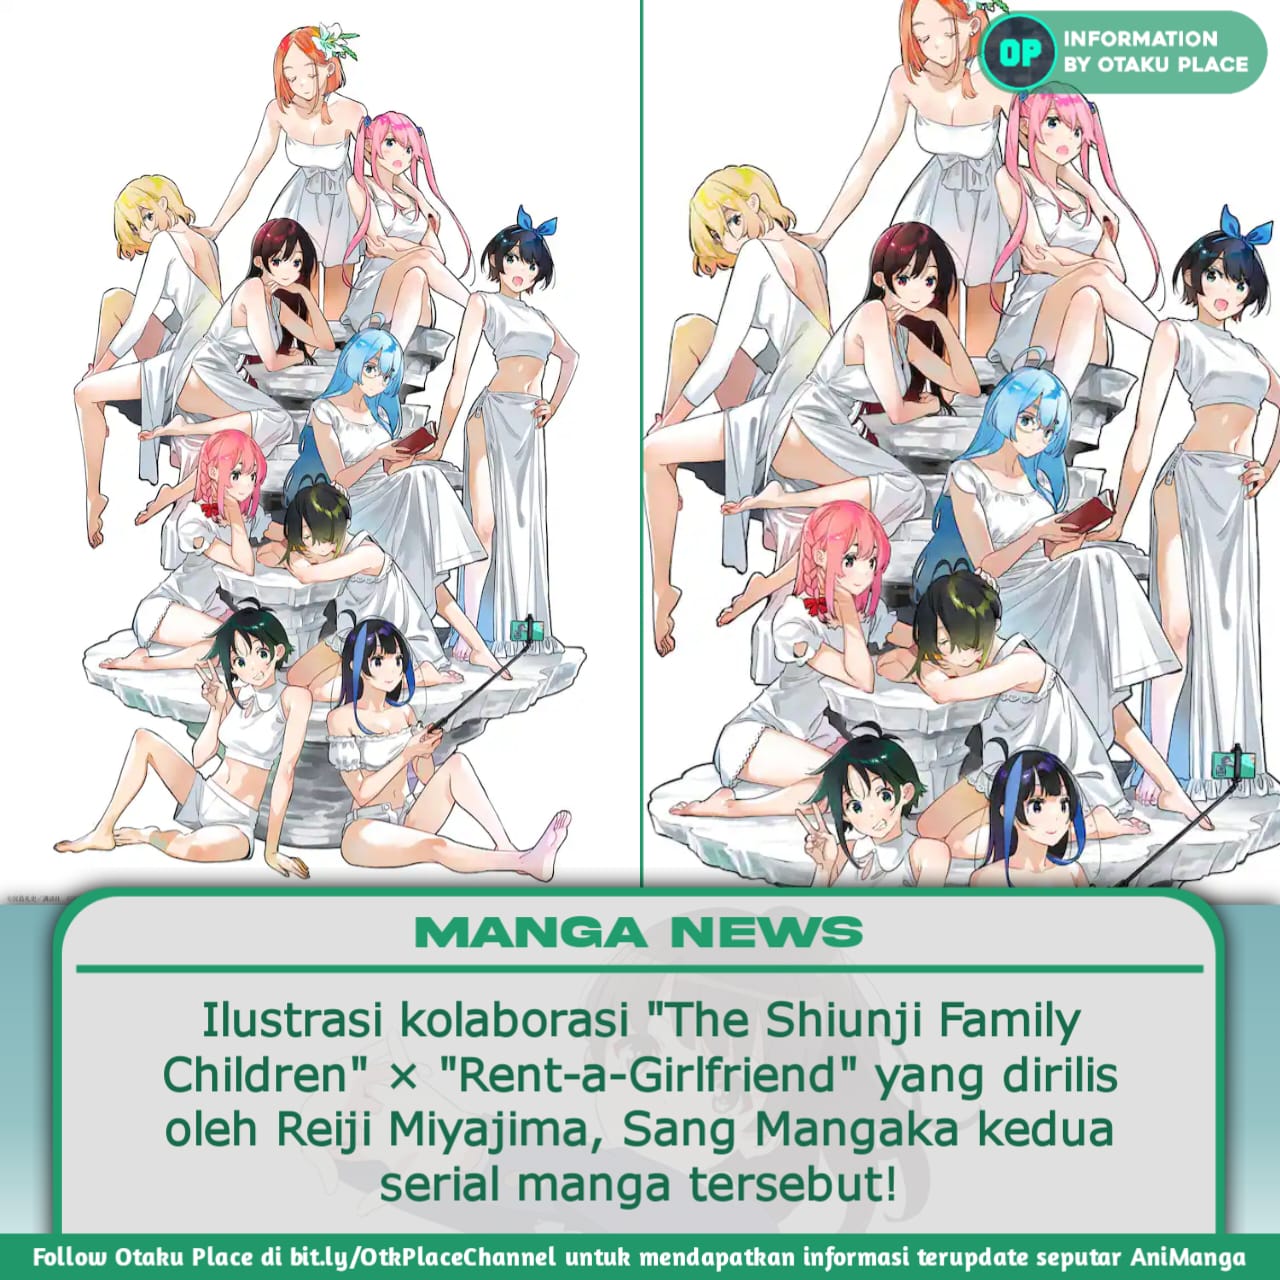 OP
INFORMATION
BY OTAKU PLACE
MANGA NEWS
Ilustrasi kolaborasi "The Shiunji Family
Children" × "Rent-a-Girlfriend" yang dirilis
oleh Reiji Miyajima, Sang Mangaka kedua
serial manga tersebut!
Follow Otaku Place di bit.ly/OtkPlaceChannel untuk mendapatkan informasi terupdate seputar AniManga